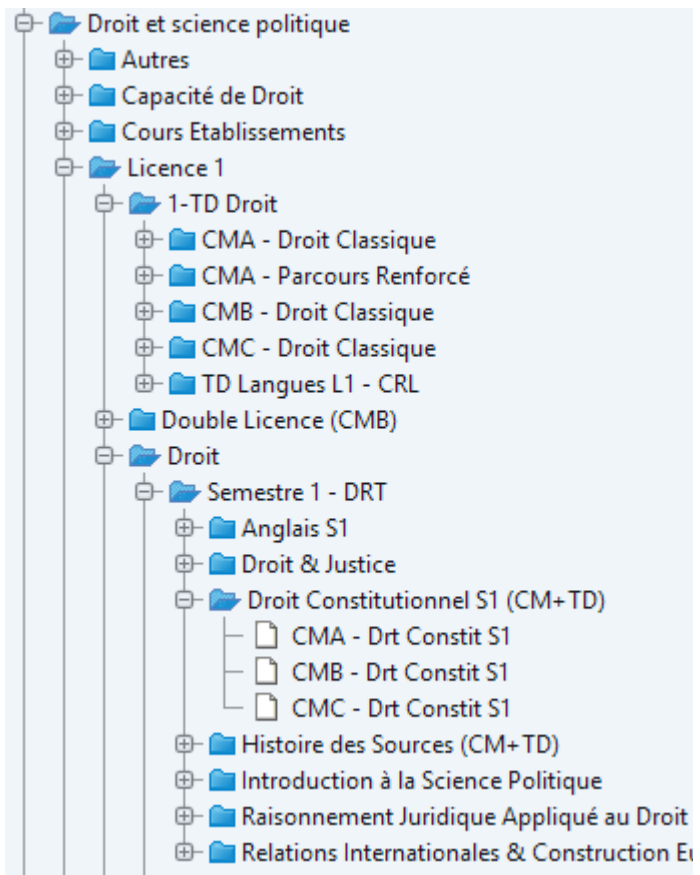 Droit et science politique
Autres
Capacité de Droit
Cours Etablissements
Licence 1
1-TD Droit
CMA - Droit Classique
CMA - Parcours Renforcé
CMB - Droit Classique
CMC - Droit Classique
TD Langues L1 - CRL
Double Licence (CMB)
Droit
Semestre 1 - DRT
Anglais S1
Droit & Justice
Droit Constitutionnel S1 (CM+TD)
CMA - Drt Constit S1
CMB - Drt Constit S1
CMC - Drt Constit S1
Histoire des Sources (CM+TD)
Introduction à la Science Politique
Raisonnement Juridique Appliqué au Droit
Relations Internationales & Construction